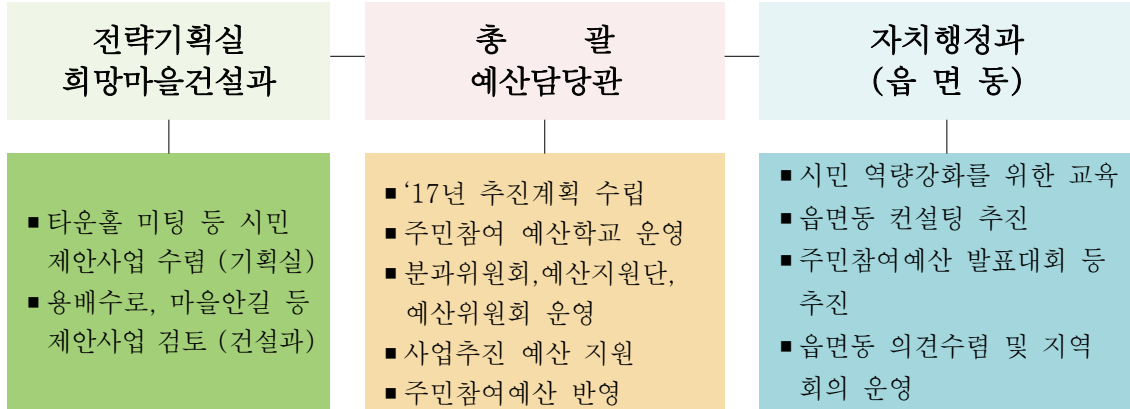 전략기획실
희망마을건설과
■ 타운홀 미팅 등 시민
제안사업 수렴 (기획실)
■ 용배수로, 마을안길 등
제안사업 검토 (건설과)
총 괄
예산담당관
■ ‘17년 추진계획 수립
■ 주민참여 예산학교 운영
■ 분과위원회,예산지원단,
예산위원회 운영
■ 사업추진 예산 지원
■ 주민참여예산 반영
자치행정과
(읍 면 동)
■ 시민 역량강화를 위한 교육
■ 읍면동 컨설팅 추진
■ 주민참여예산 발표대회 등
추진
■ 읍면동 의견수렴 및 지역
회의 운영